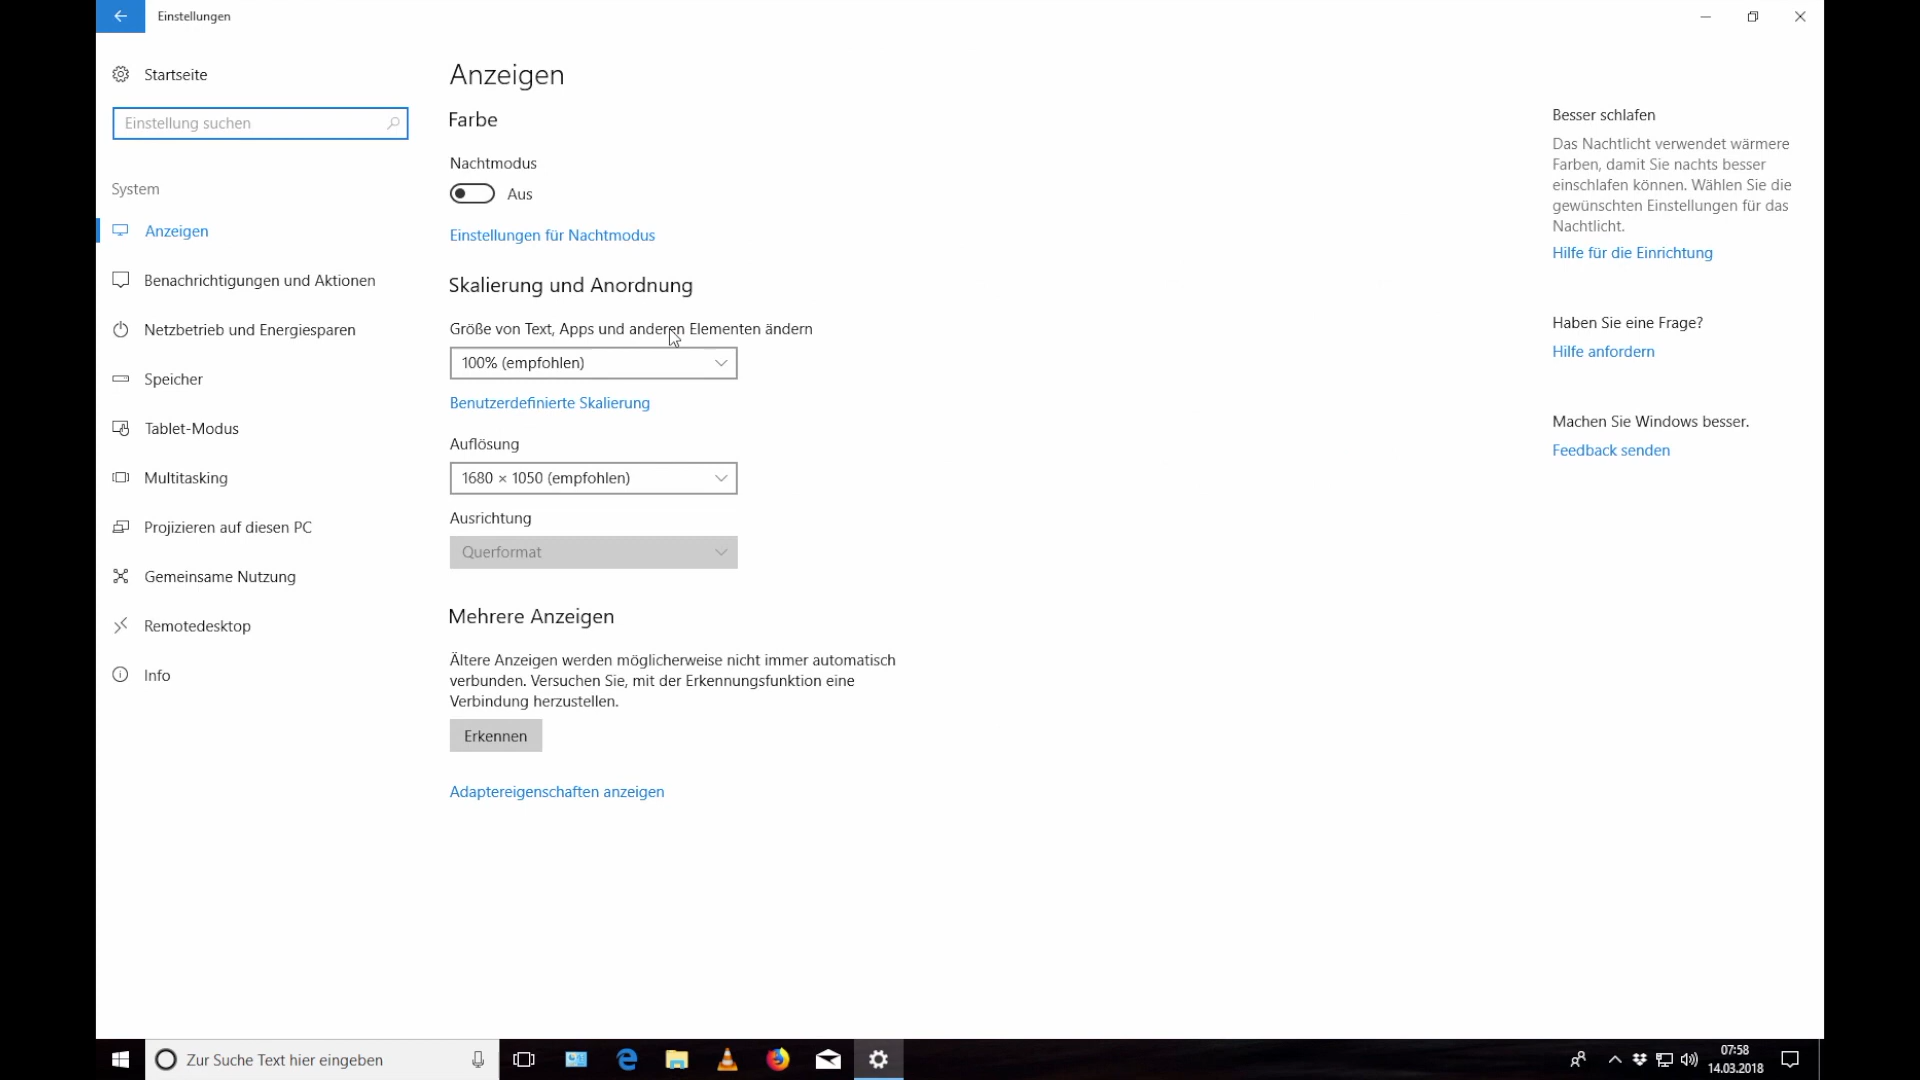 Einstellungen
Startseite
Einstellung suchen
System
Anzeigen
Benachrichtigungen und Aktionen
Netzbetrieb und Energiesparen
Speicher
Tablet-Modus
Multitasking
Projizieren auf diesen PC
Gemeinsame Nutzung
Remotedesktop
Info
Anzeigen
Farbe
Nachtmodus
Aus
Einstellungen für Nachtmodus
Skalierung und Anordnung
Größe von Text, Apps und anderen Elementen ändern
100% (empfohlen)
Benutzerdefinierte Skalierung
Auflösung
1680 × 1050 (empfohlen)
Ausrichtung
Querformat
Mehrere Anzeigen
Ältere Anzeigen werden möglicherweise nicht immer automatisch
verbunden. Versuchen Sie, mit der Erkennungsfunktion eine
Verbindung herzustellen.
Erkennen
Adaptereigenschaften anzeigen
Besser schlafen
Das Nachtlicht verwendet wärmere
Farben, damit Sie nachts besser
einschlafen können. Wählen Sie die
gewünschten Einstellungen für das
Nachtlicht.
Hilfe für die Einrichtung
Haben Sie eine Frage?
Hilfe anfordern
Machen Sie Windows besser.
Feedback senden
Zur Suche Text hier eingeben
07:58
14.03.2018